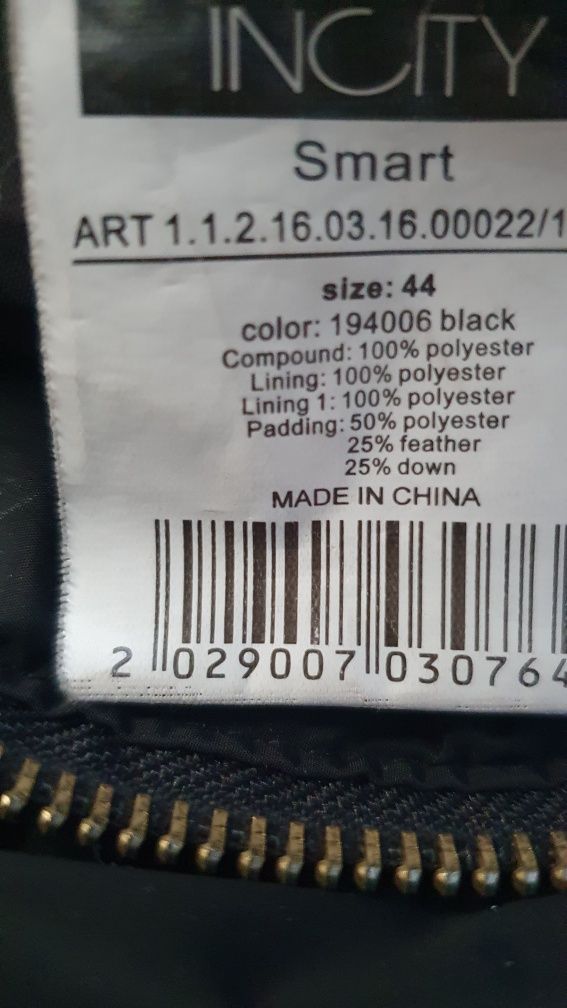 INCITY
Smart
ART 1.1.2.16.03.16.00022/1
size: 44
color: 194006 black
Compound: 100% polyester
Lining: 100% polyester
Lining 1: 100% polyester
Padding: 50% polyester
25% feather
25% down
MADE IN CHINA
2 029007 030764